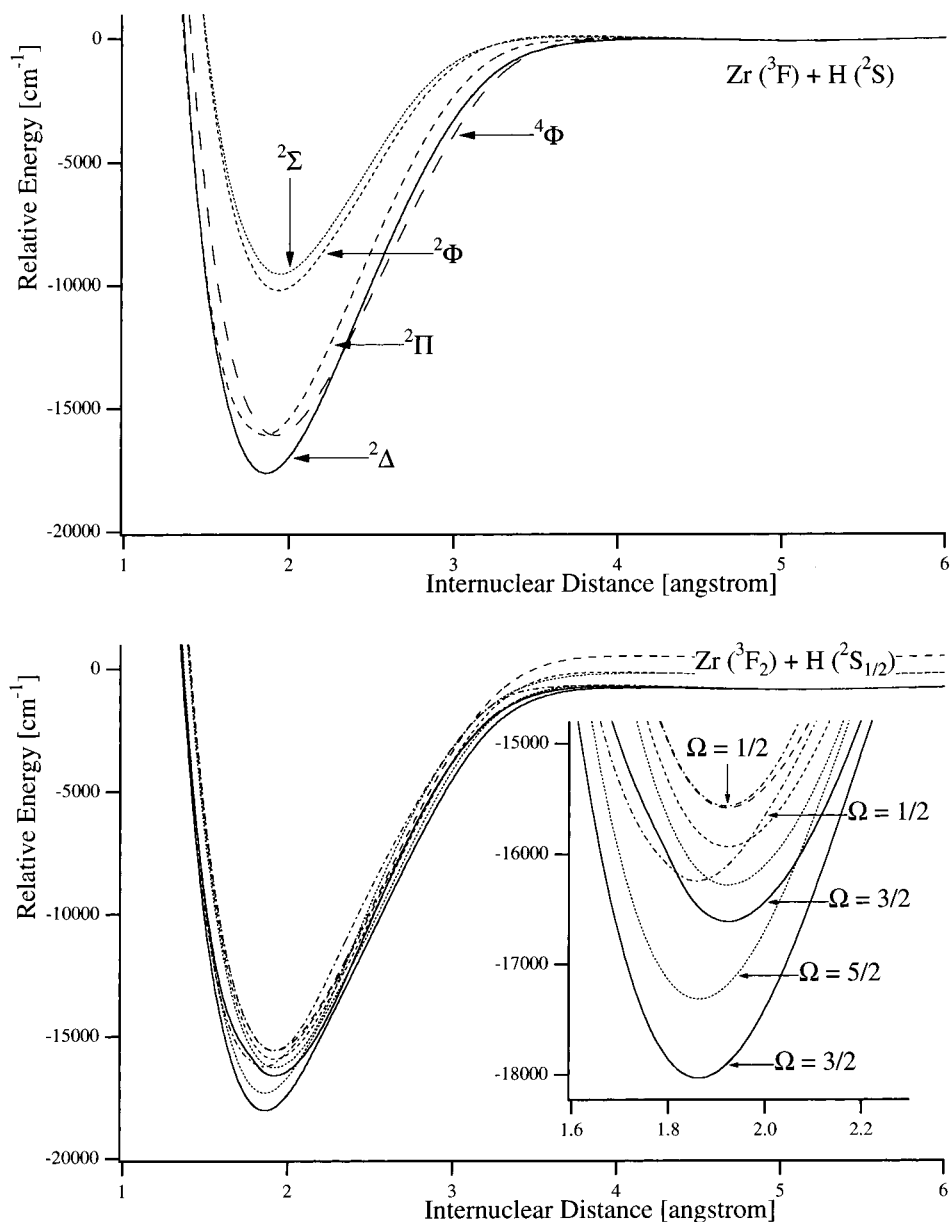 0
-5000
-10000
-15000
-20000
Relative Energy [cm⁻¹]
Zr (³F) + H (²S)
⁴Φ
²Σ
²Φ
²Π
²Δ
1 2 3 4 5 6
Internuclear Distance [angstrom]
0
-5000
-10000
-15000
-20000
Relative Energy [cm⁻¹]
Zr (³F₂) + H (²S₁/₂)
-15000
-16000
-17000
-18000
Ω = 1/2
Ω = 1/2
Ω = 3/2
Ω = 5/2
Ω = 3/2
1.6 1.8 2.0 2.2
1 2 3 4 5 6
Internuclear Distance [angstrom]